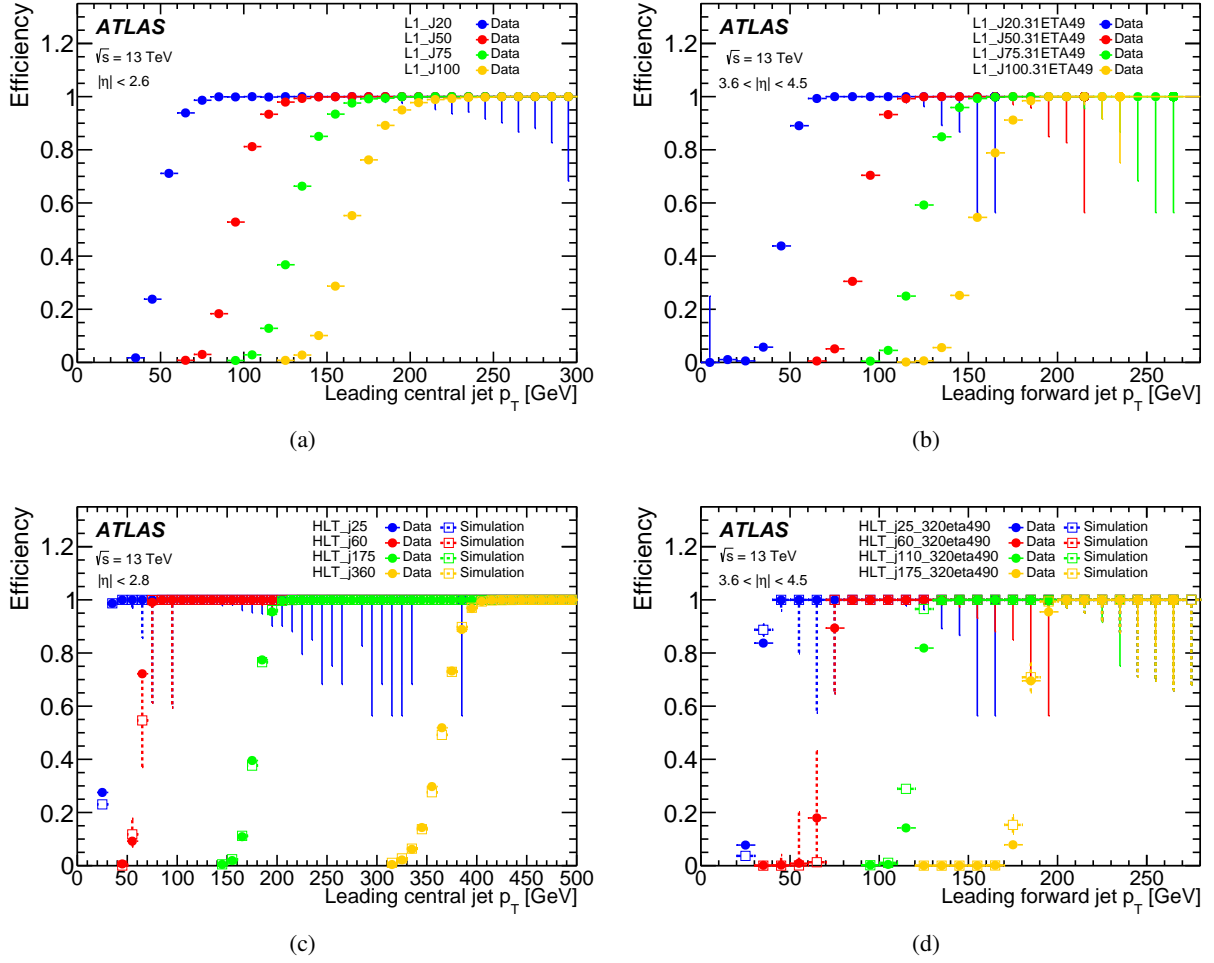 Efficiency
ATLAS
√s = 13 TeV
|η| < 2.6
L1_J20 Data
L1_J50 Data
L1_J75 Data
L1_J100 Data
0 0.2 0.4 0.6 0.8 1 1.2
0 50 100 150 200 250 300
Leading central jet p_T [GeV]
(a)
Efficiency
ATLAS
√s = 13 TeV
3.6 < |η| < 4.5
L1_J20.31ETA49 Data
L1_J50.31ETA49 Data
L1_J75.31ETA49 Data
L1_J100.31ETA49 Data
0 0.2 0.4 0.6 0.8 1 1.2
0 50 100 150 200 250
Leading forward jet p_T [GeV]
(b)
Efficiency
ATLAS
√s = 13 TeV
|η| < 2.8
HLT_j25 Data Simulation
HLT_j60 Data Simulation
HLT_j175 Data Simulation
HLT_j360 Data Simulation
0 0.2 0.4 0.6 0.8 1 1.2
0 50 100 150 200 250 300 350 400 450 500
Leading central jet p_T [GeV]
(c)
Efficiency
ATLAS
√s = 13 TeV
3.6 < |η| < 4.5
HLT_j25_320eta490 Data Simulation
HLT_j60_320eta490 Data Simulation
HLT_j110_320eta490 Data Simulation
HLT_j175_320eta490 Data Simulation
0 0.2 0.4 0.6 0.8 1 1.2
0 50 100 150 200 250
Leading forward jet p_T [GeV]
(d)